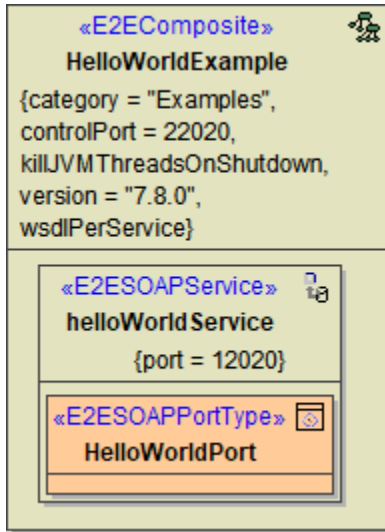 «E2EComposite»
HelloWorldExample
{category = "Examples",
controlPort = 22020,
killJVMThreadsOnShutdown,
version = "7.8.0",
wsdlPerService}
«E2ESOAPService»
helloWorldService
{port = 12020}
«E2ESOAPPortType»
HelloWorldPort